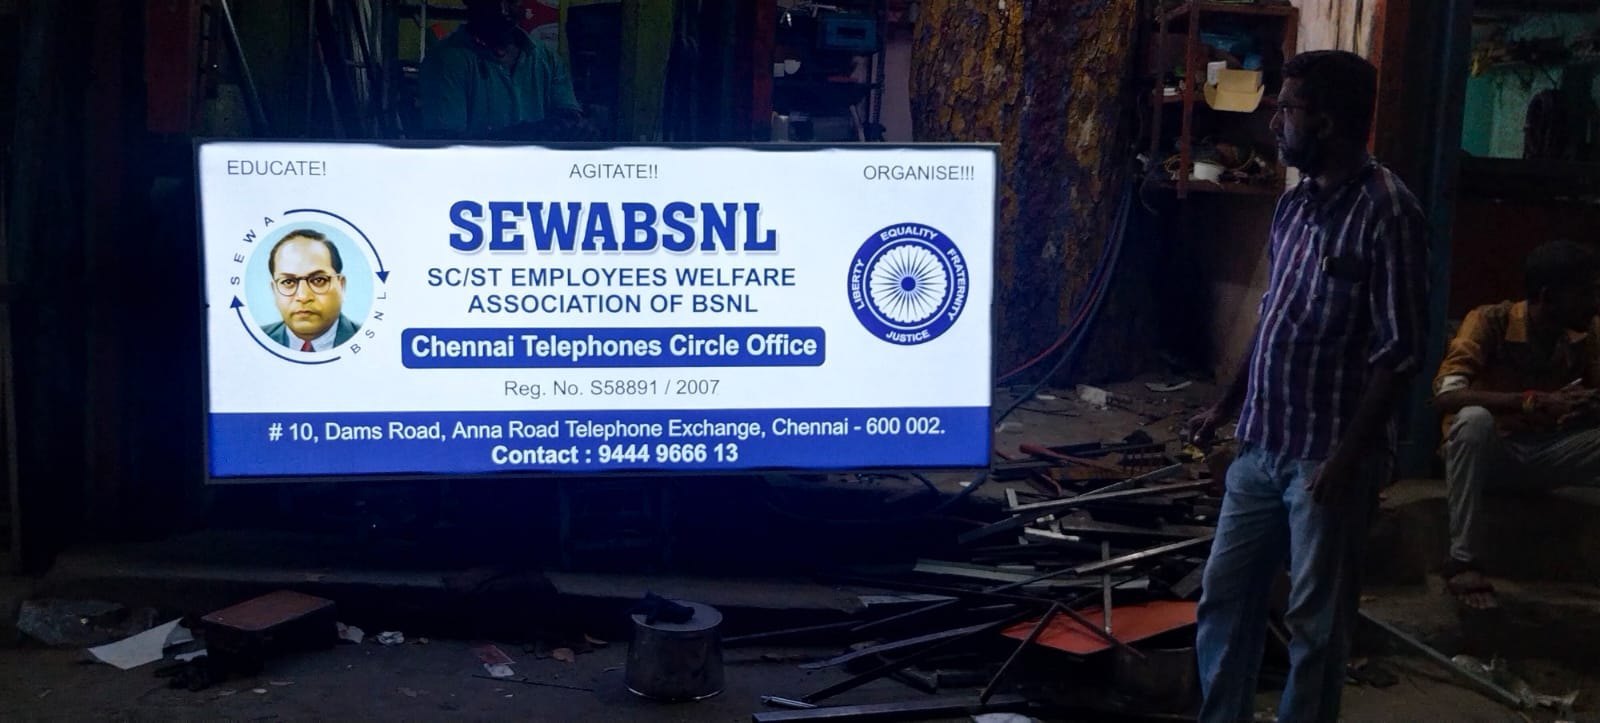 EDUCATE! AGITATE!! ORGANISE!!!
SEWABSNL
SC/ST EMPLOYEES WELFARE
ASSOCIATION OF BSNL
Chennai Telephones Circle Office
Reg. No. S58891 / 2007
# 10, Dams Road, Anna Road Telephone Exchange, Chennai - 600 002.
Contact : 9444 9666 13
SEWA
BSNL
LIBERTY
EQUALITY
FRATERNITY
JUSTICE